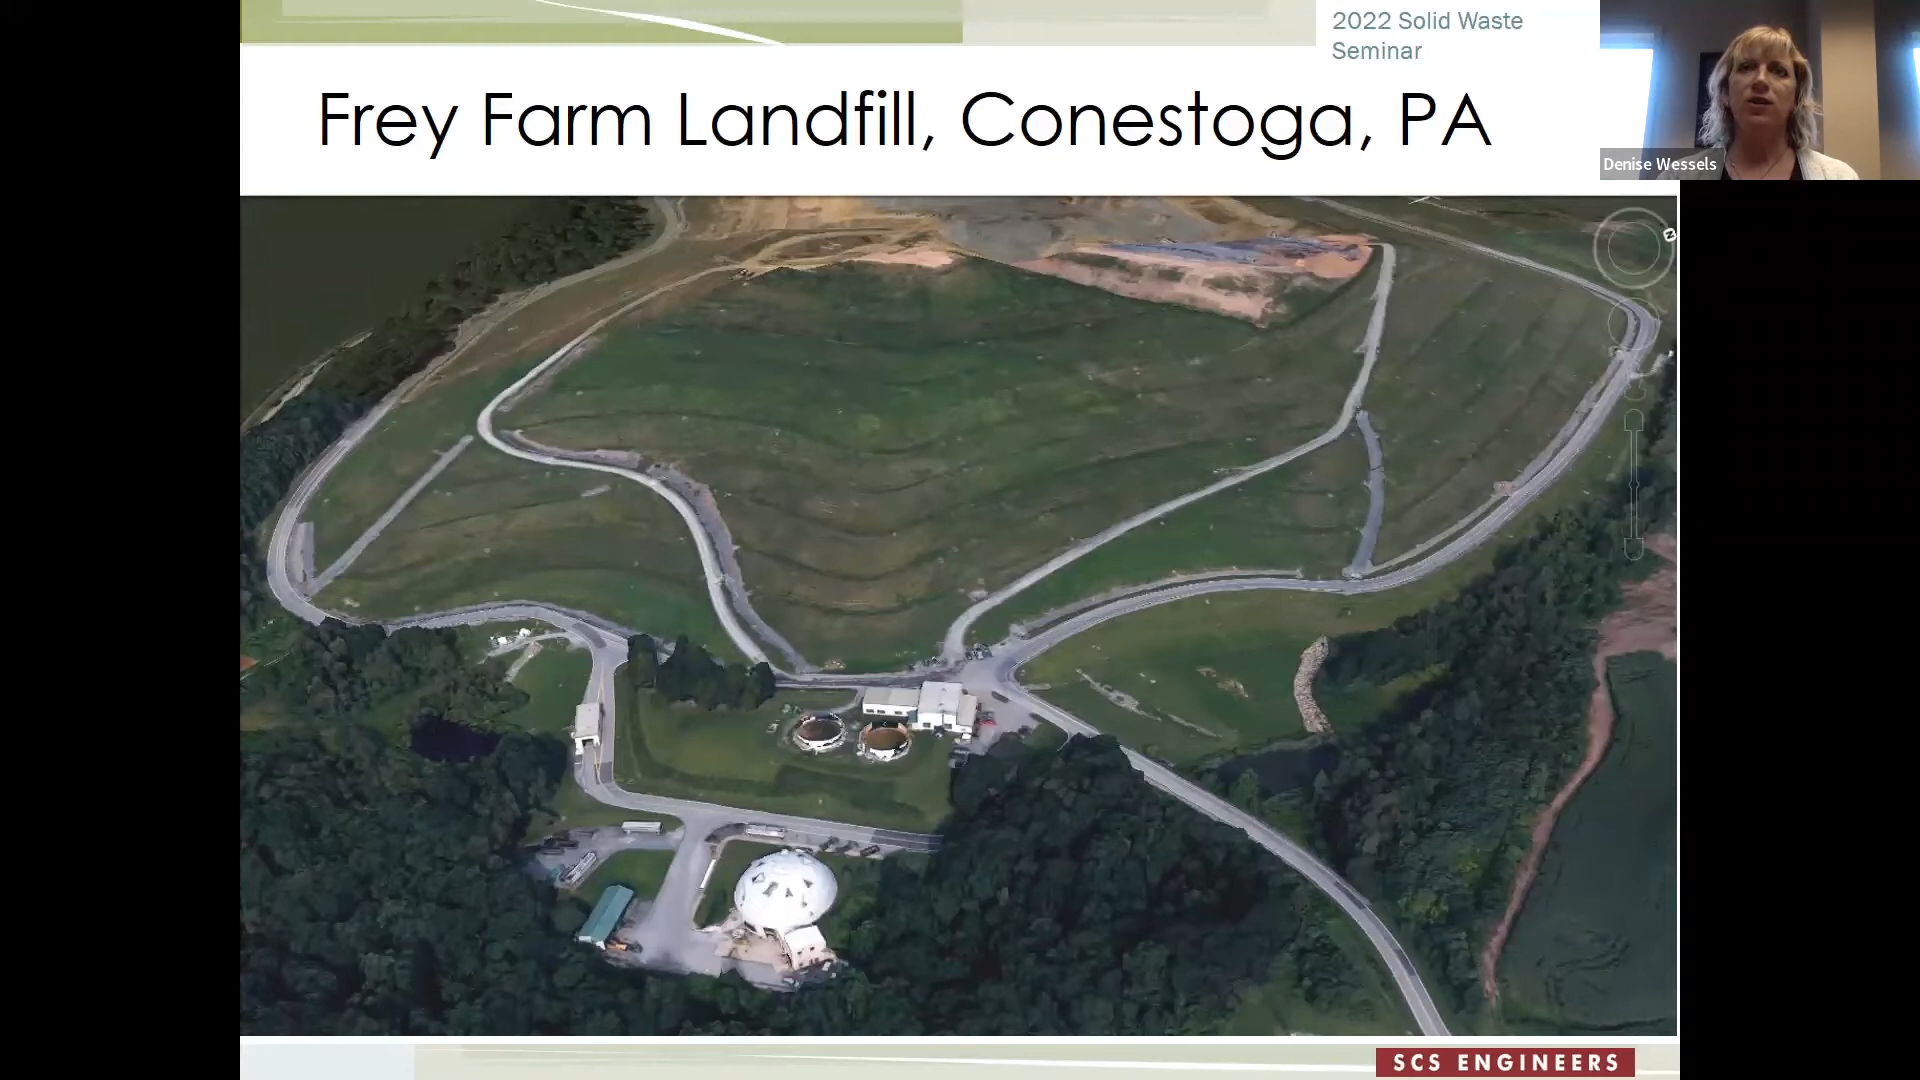 2022 Solid Waste
Seminar
Frey Farm Landfill, Conestoga, PA
Denise Wessels
SCS ENGINEERS